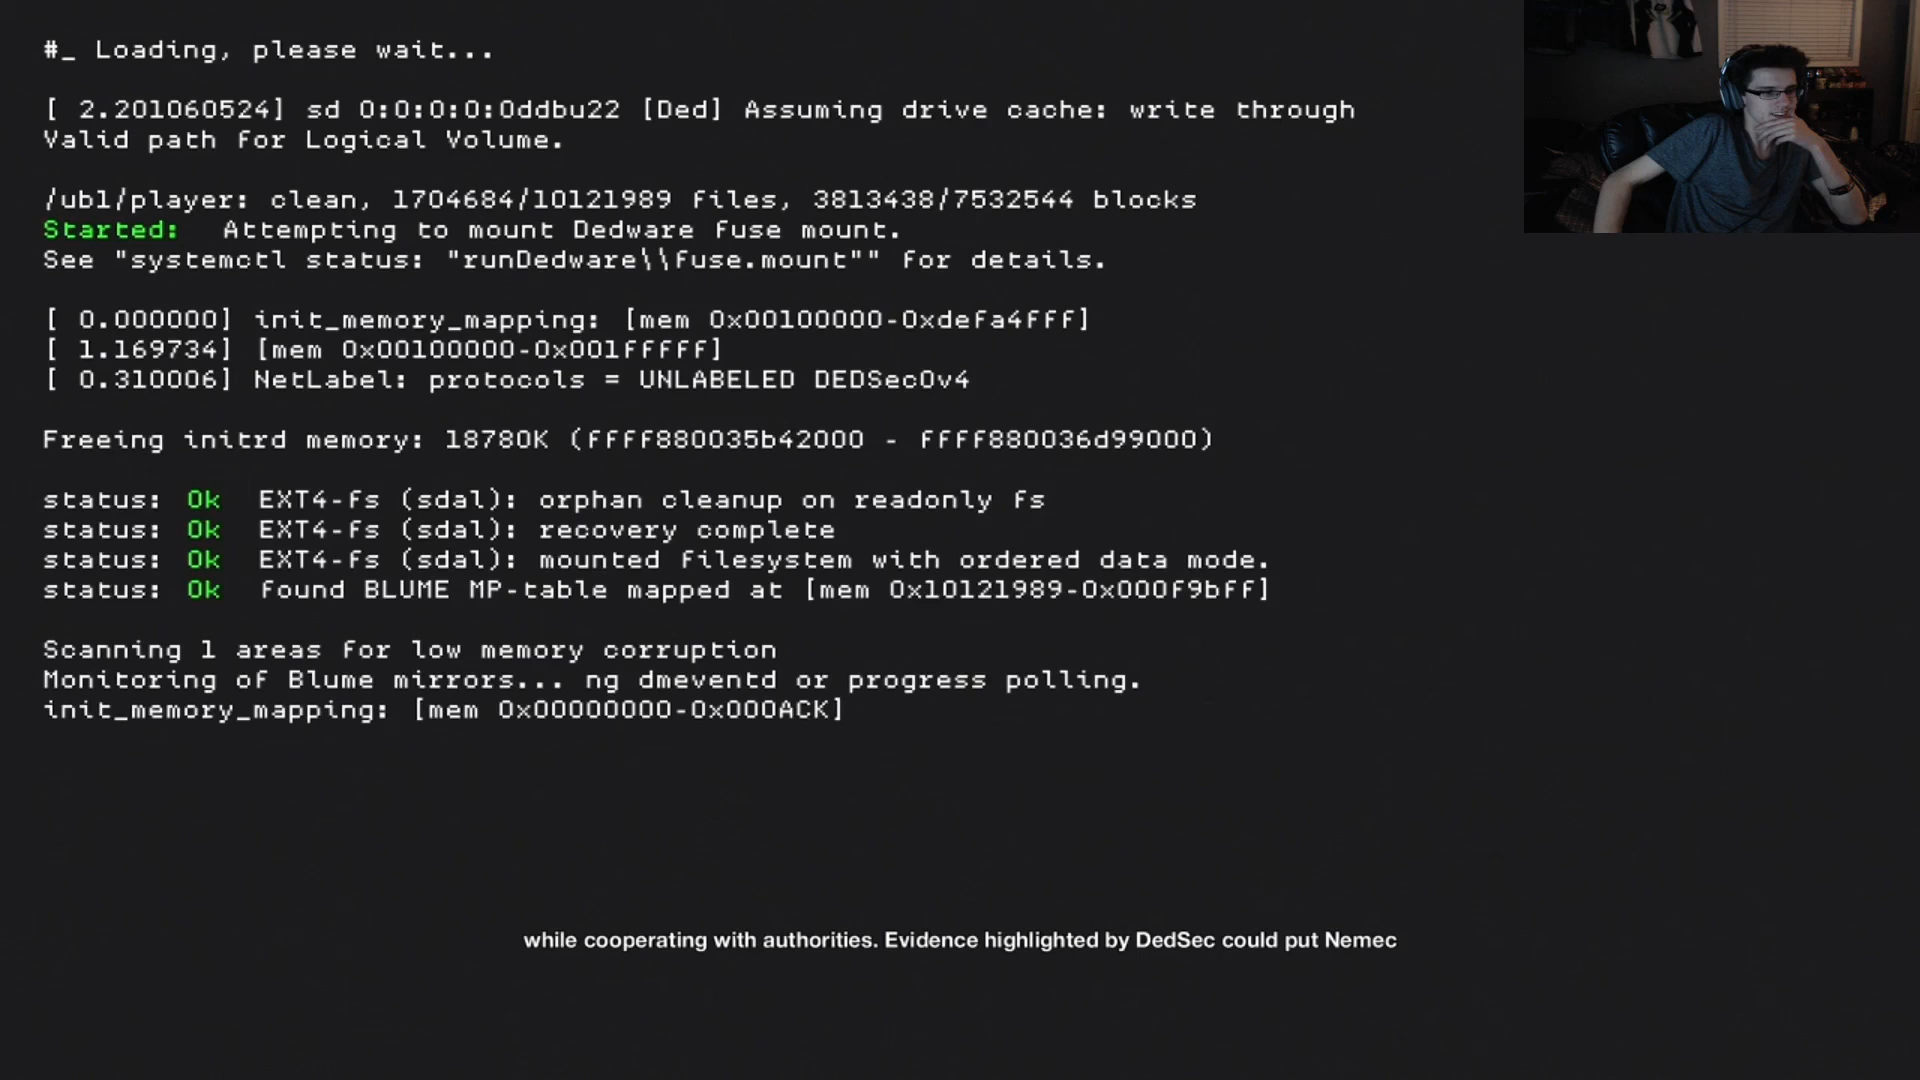 #_ Loading, please wait...
[ 2.201060524] sd 0:0:0:0:0ddbu22 [Ded] Assuming drive cache: write through
Valid path for Logical Volume.
/ubl/player: clean, 1704684/10121989 files, 3813438/7532544 blocks
Started: Attempting to mount Dedware fuse mount.
See "systemctl status: "runDedware\\fuse.mount"" for details.
[ 0.000000] init_memory_mapping: [mem 0x00100000-0xdefa4fff]
[ 1.169734] [mem 0x00100000-0x001fffff]
[ 0.310006] NetLabel: protocols = UNLABELED DEDSecOv4
Freeing initrd memory: 18780K (ffff880035b42000 - ffff880036d99000)
status: Ok EXT4-fs (sdal): orphan cleanup on readonly fs
status: Ok EXT4-fs (sdal): recovery complete
status: Ok EXT4-fs (sdal): mounted filesystem with ordered data mode.
status: Ok found BLUME MP-table mapped at [mem 0x10121989-0x000f9bff]
Scanning 1 areas for low memory corruption
Monitoring of Blume mirrors... ng dmeventd or progress polling.
init_memory_mapping: [mem 0x00000000-0x000ACK]
while cooperating with authorities. Evidence highlighted by DedSec could put Nemec